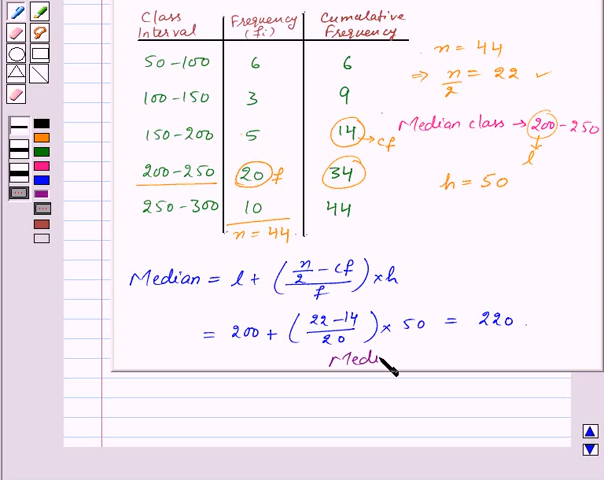 Class Interval Frequency (fi) Cumulative Frequency
50-100 6 6
n = 44
⇒ n/2 = 22 ✓
100-150 3 9
150-200 5 14 → cf
Median class → 200-250
l
200-250 20 f 34
h = 50
250-300 10 44
n = 44
Median = l + ( (n/2 - cf) / f ) × h
= 200 + ( (22-14) / 20 ) × 50 = 220.
Medi